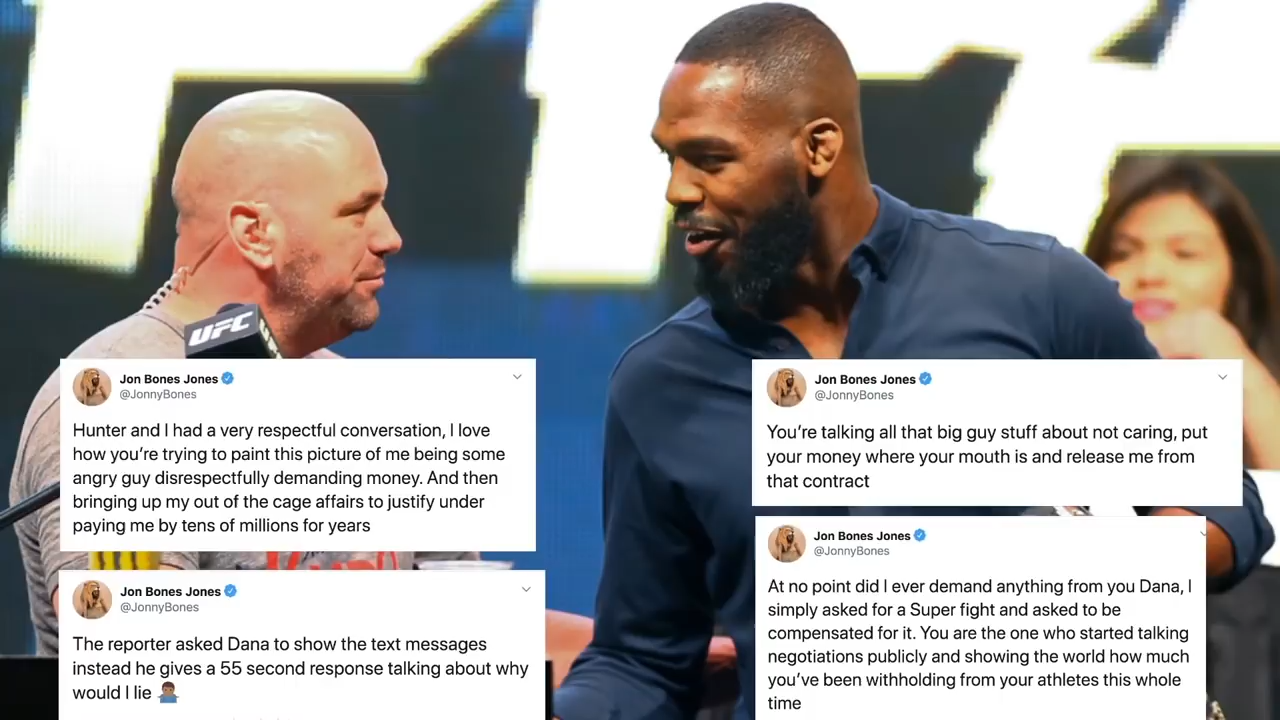 UFC
Jon Bones Jones
@JonnyBones
Hunter and I had a very respectful conversation, I love
how you’re trying to paint this picture of me being some
angry guy disrespectfully demanding money. And then
bringing up my out of the cage affairs to justify under
paying me by tens of millions for years
Jon Bones Jones
@JonnyBones
The reporter asked Dana to show the text messages
instead he gives a 55 second response talking about why
would I lie 🤷🏾‍♂️
Jon Bones Jones
@JonnyBones
You’re talking all that big guy stuff about not caring, put
your money where your mouth is and release me from
that contract
Jon Bones Jones
@JonnyBones
At no point did I ever demand anything from you Dana, I
simply asked for a Super fight and asked to be
compensated for it. You are the one who started talking
negotiations publicly and showing the world how much
you’ve been withholding from your athletes this whole
time